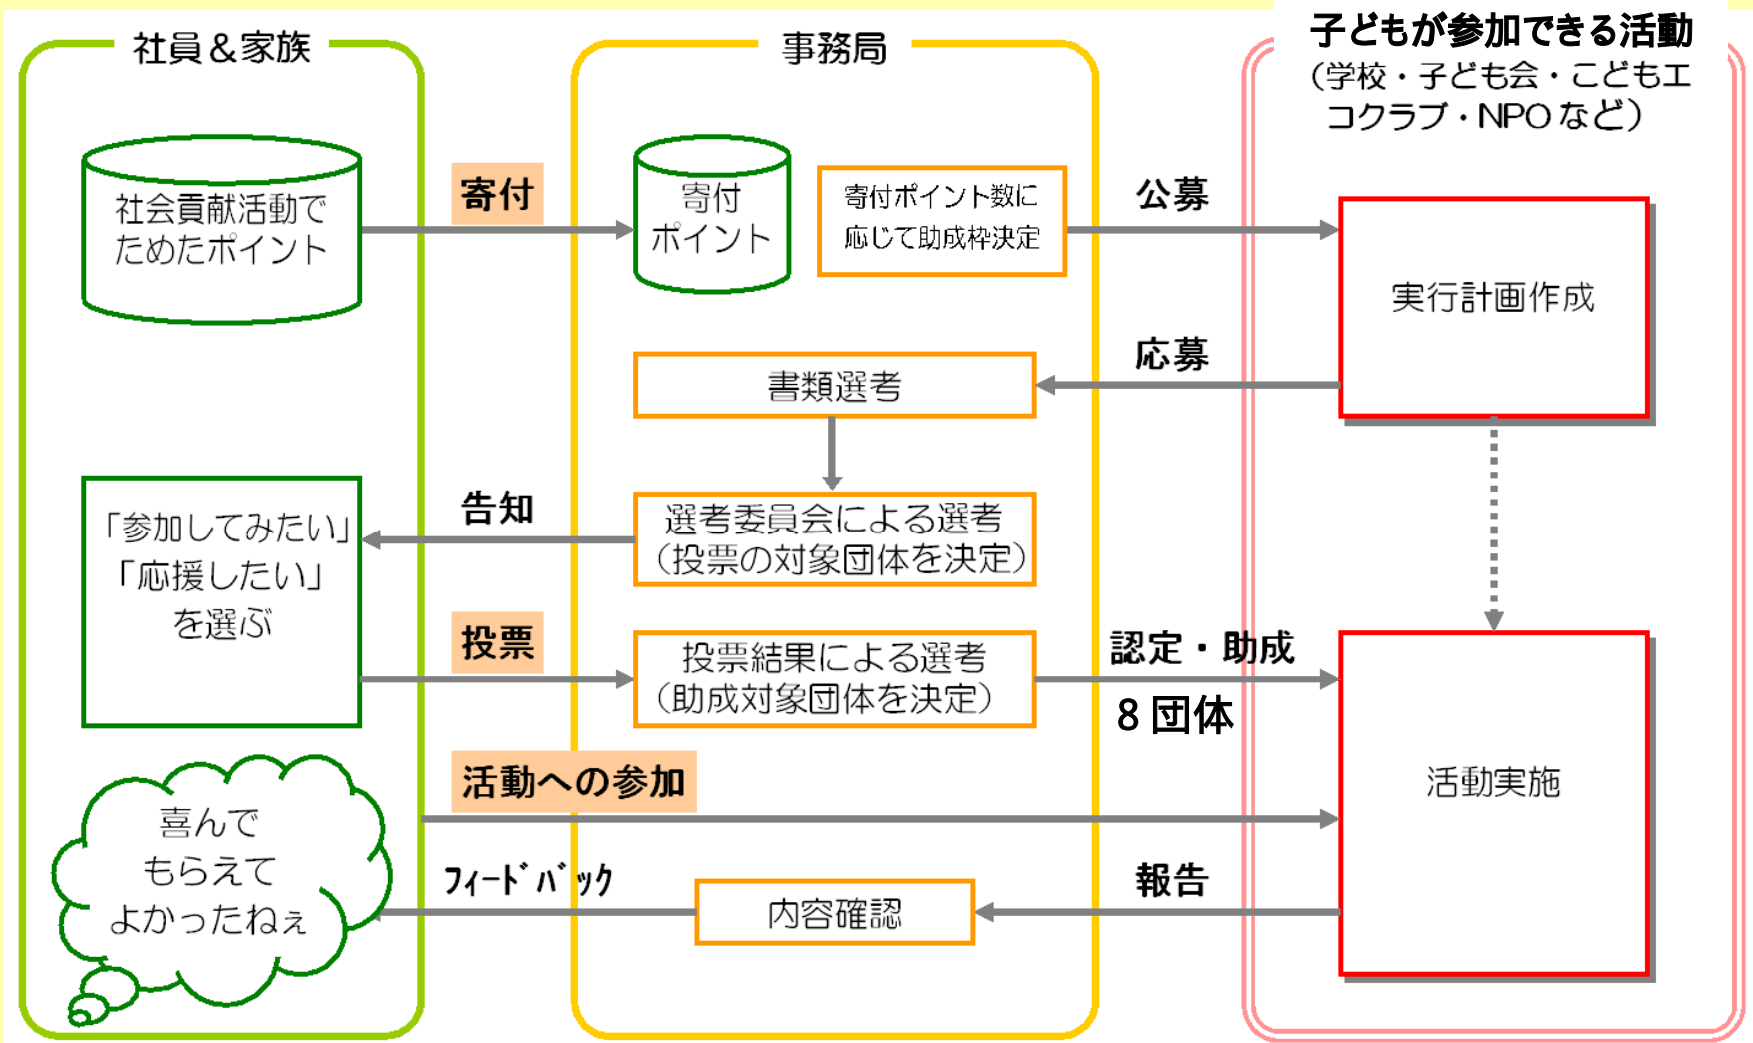 社員＆家族
事務局
子どもが参加できる活動
（学校・子ども会・こどもエ
コクラブ・NPOなど）
社会貢献活動で
ためたポイント
寄付
寄付
ポイント
寄付ポイント数に
応じて助成枠決定
公募
実行計画作成
応募
書類選考
告知
選考委員会による選考
（投票の対象団体を決定）
「参加してみたい」
「応援したい」
を選ぶ
投票
投票結果による選考
（助成対象団体を決定）
認定・助成
8団体
活動への参加
活動実施
喜んで
もらえて
よかったねぇ
ﾌｨｰﾄﾞﾊﾞｯｸ
内容確認
報告